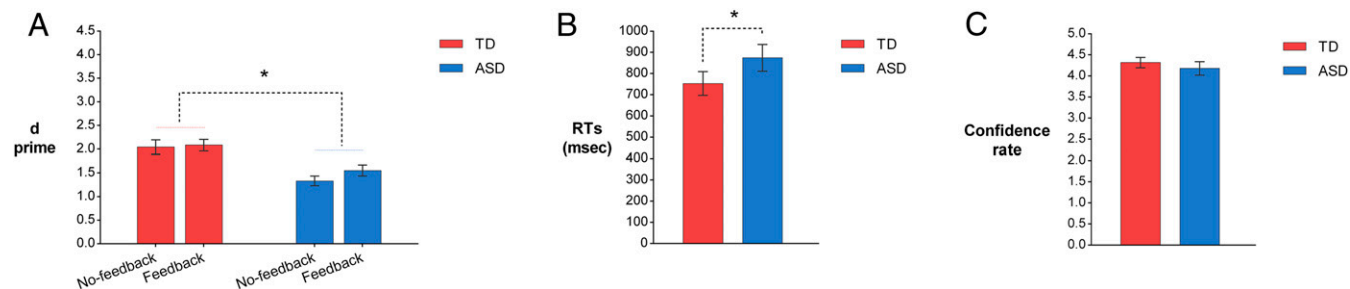 A
d
prime
4.5
4.0
3.5
3.0
2.5
2.0
1.5
1.0
0.5
0.0
*
No-feedback
Feedback
No-feedback
Feedback
TD
ASD
B
RTs
(msec)
1000
900
800
700
600
500
400
300
200
100
0
*
TD
ASD
C
Confidence
rate
5.0
4.5
4.0
3.5
3.0
2.5
2.0
1.5
1.0
0.5
0.0
TD
ASD